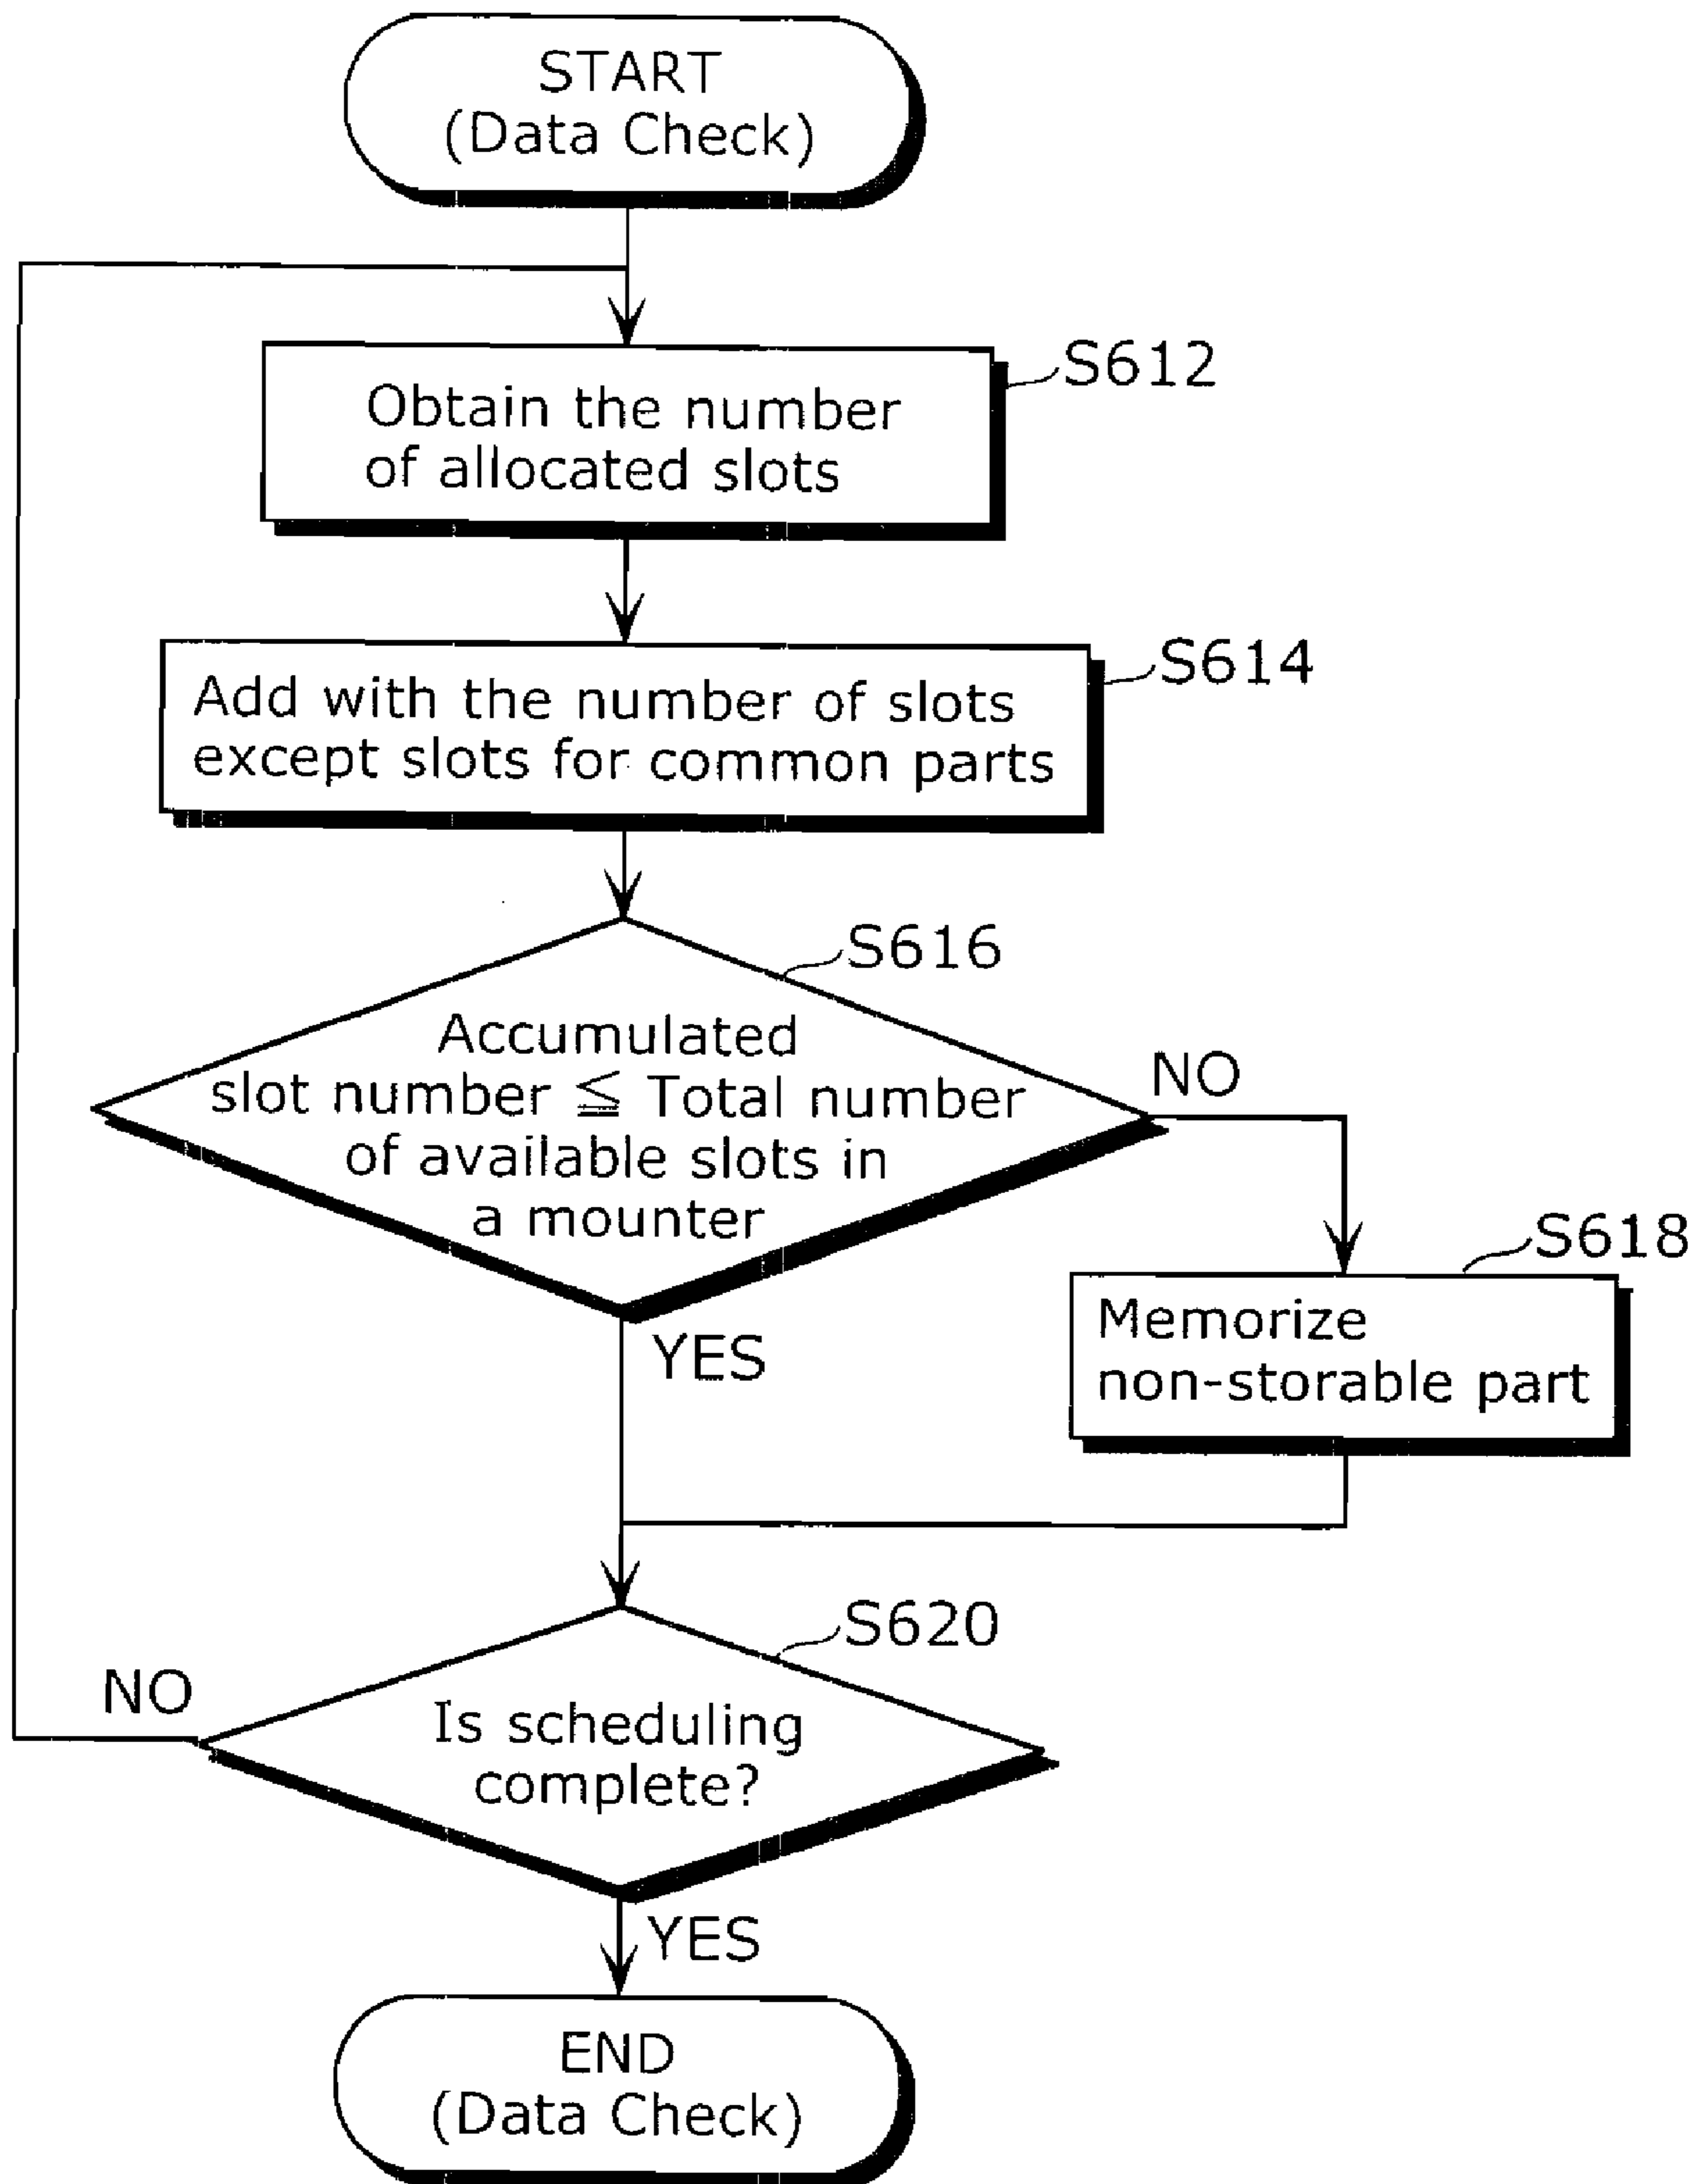 START
(Data Check)
S612
Obtain the number
of allocated slots
S614
Add with the number of slots
except slots for common parts
S616
Accumulated
slot number ≦ Total number
of available slots in
a mounter
NO
YES
S618
Memorize
non-storable part
S620
NO
Is scheduling
complete?
YES
END
(Data Check)